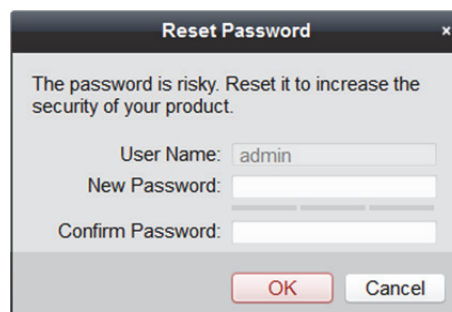 Reset Password ×
The password is risky. Reset it to increase the
security of your product.
User Name: admin
New Password:
Confirm Password:
OK Cancel